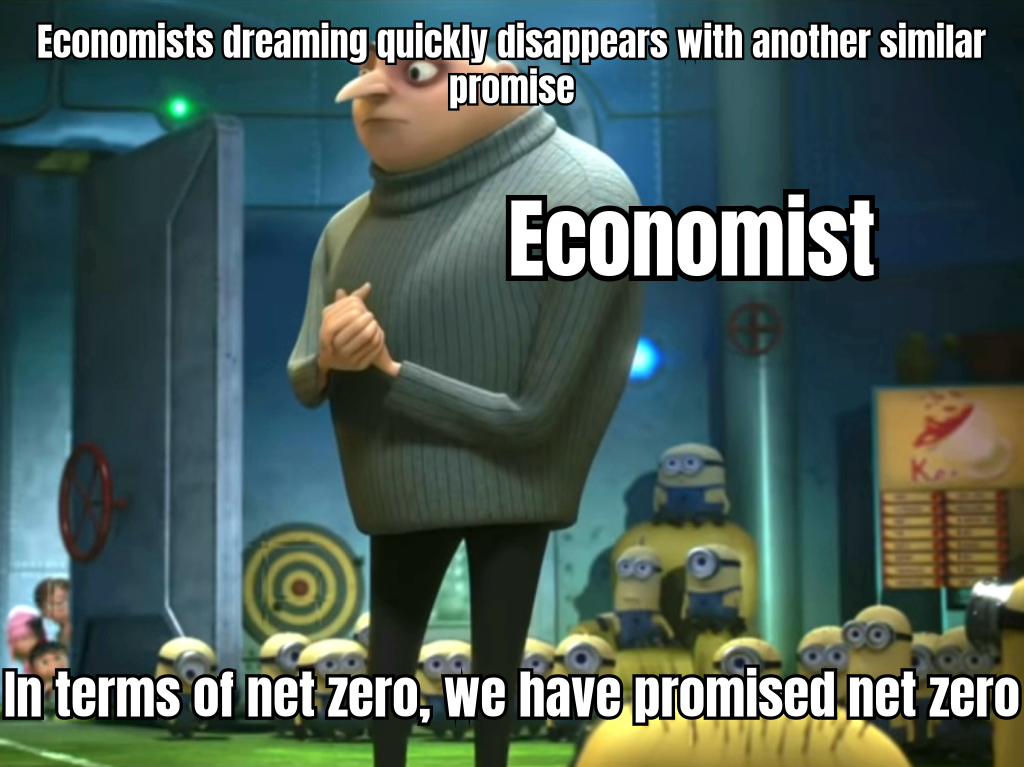 Economists dreaming quickly disappears with another similar
promise
Economist
In terms of net zero, we have promised net zero